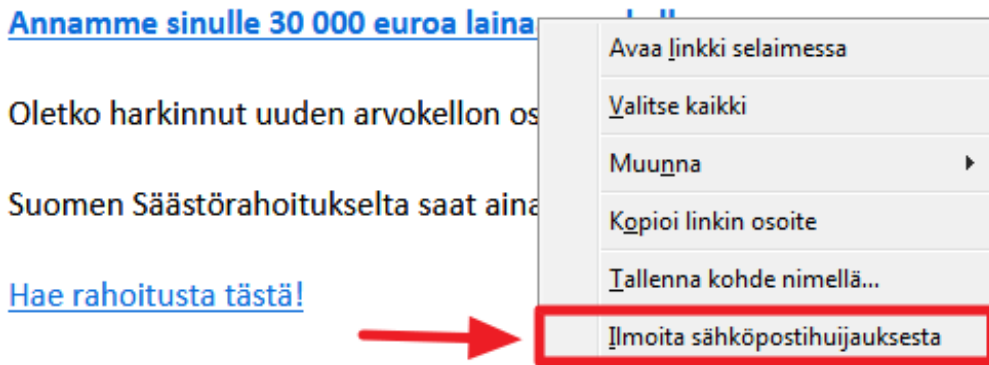 Annamme sinulle 30 000 euroa laina
Oletko harkinnut uuden arvokellon os
Suomen Säästörahoitukselta saat aina
Hae rahoitusta tästä!
Avaa linkki selaimessa
Valitse kaikki
Muunna
Kopioi linkin osoite
Tallenna kohde nimellä...
Ilmoita sähköpostihuijauksesta